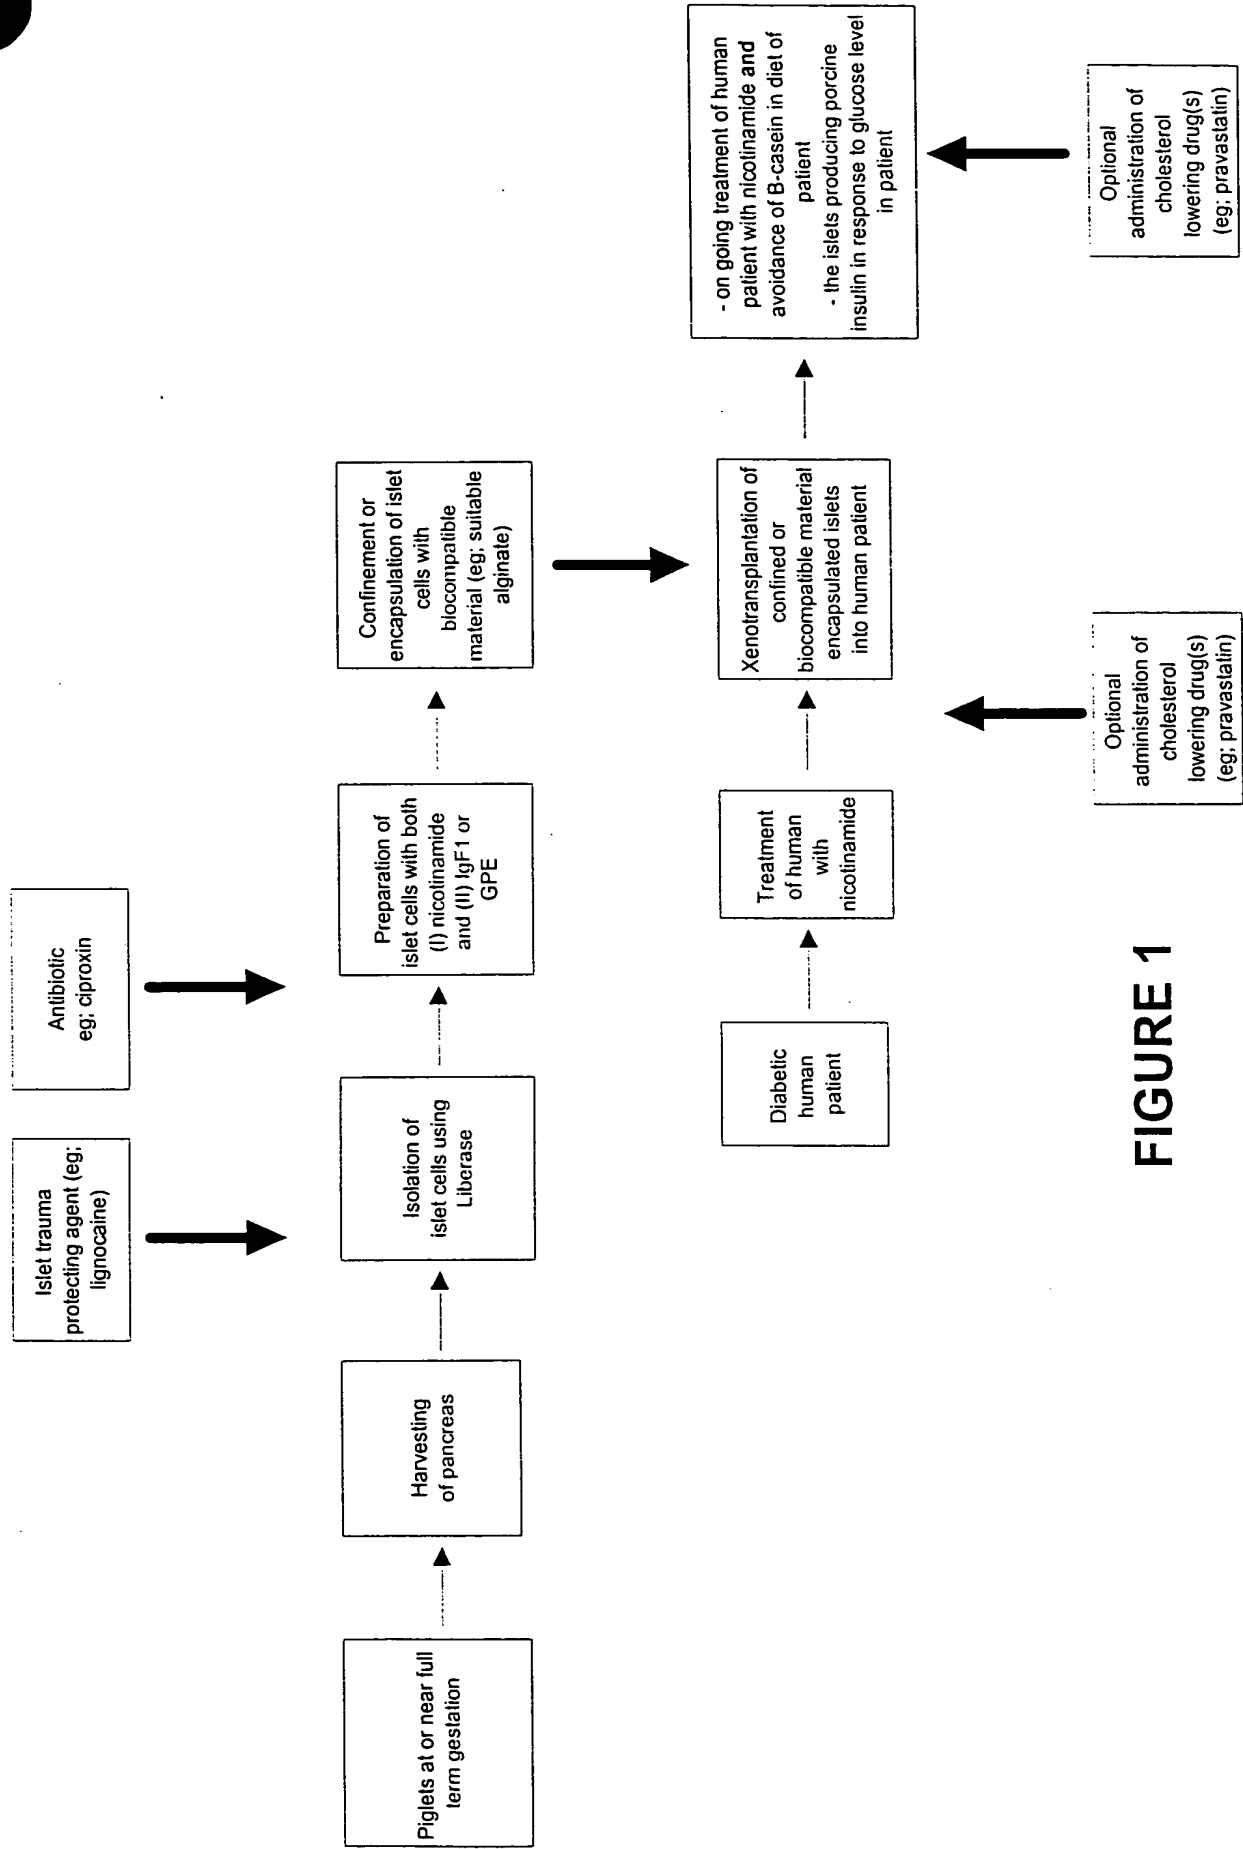 Islet trauma
protecting agent (eg;
lignocaine)
Antibiotic
eg; ciproxin
Piglets at or near full
term gestation
Harvesting
of pancreas
Isolation of
islet cells using
Liberase
Preparation of
islet cells with both
(I) nicotinamide
and (II) IgF1 or
GPE
Confinement or
encapsulation of islet
cells with
biocompatible
material (eg; suitable
alginate)
Diabetic
human
patient
Treatment
of human
with
nicotinamide
Xenotransplantation of
confined or
biocompatible material
encapsulated islets
into human patient
- on going treatment of human
patient with nicotinamide and
avoidance of B-casein in diet of
patient
- the islets producing porcine
insulin in response to glucose level
in patient
Optional
administration of
cholesterol
lowering drug(s)
(eg; pravastatin)
Optional
administration of
cholesterol
lowering drug(s)
(eg; pravastatin)
FIGURE 1